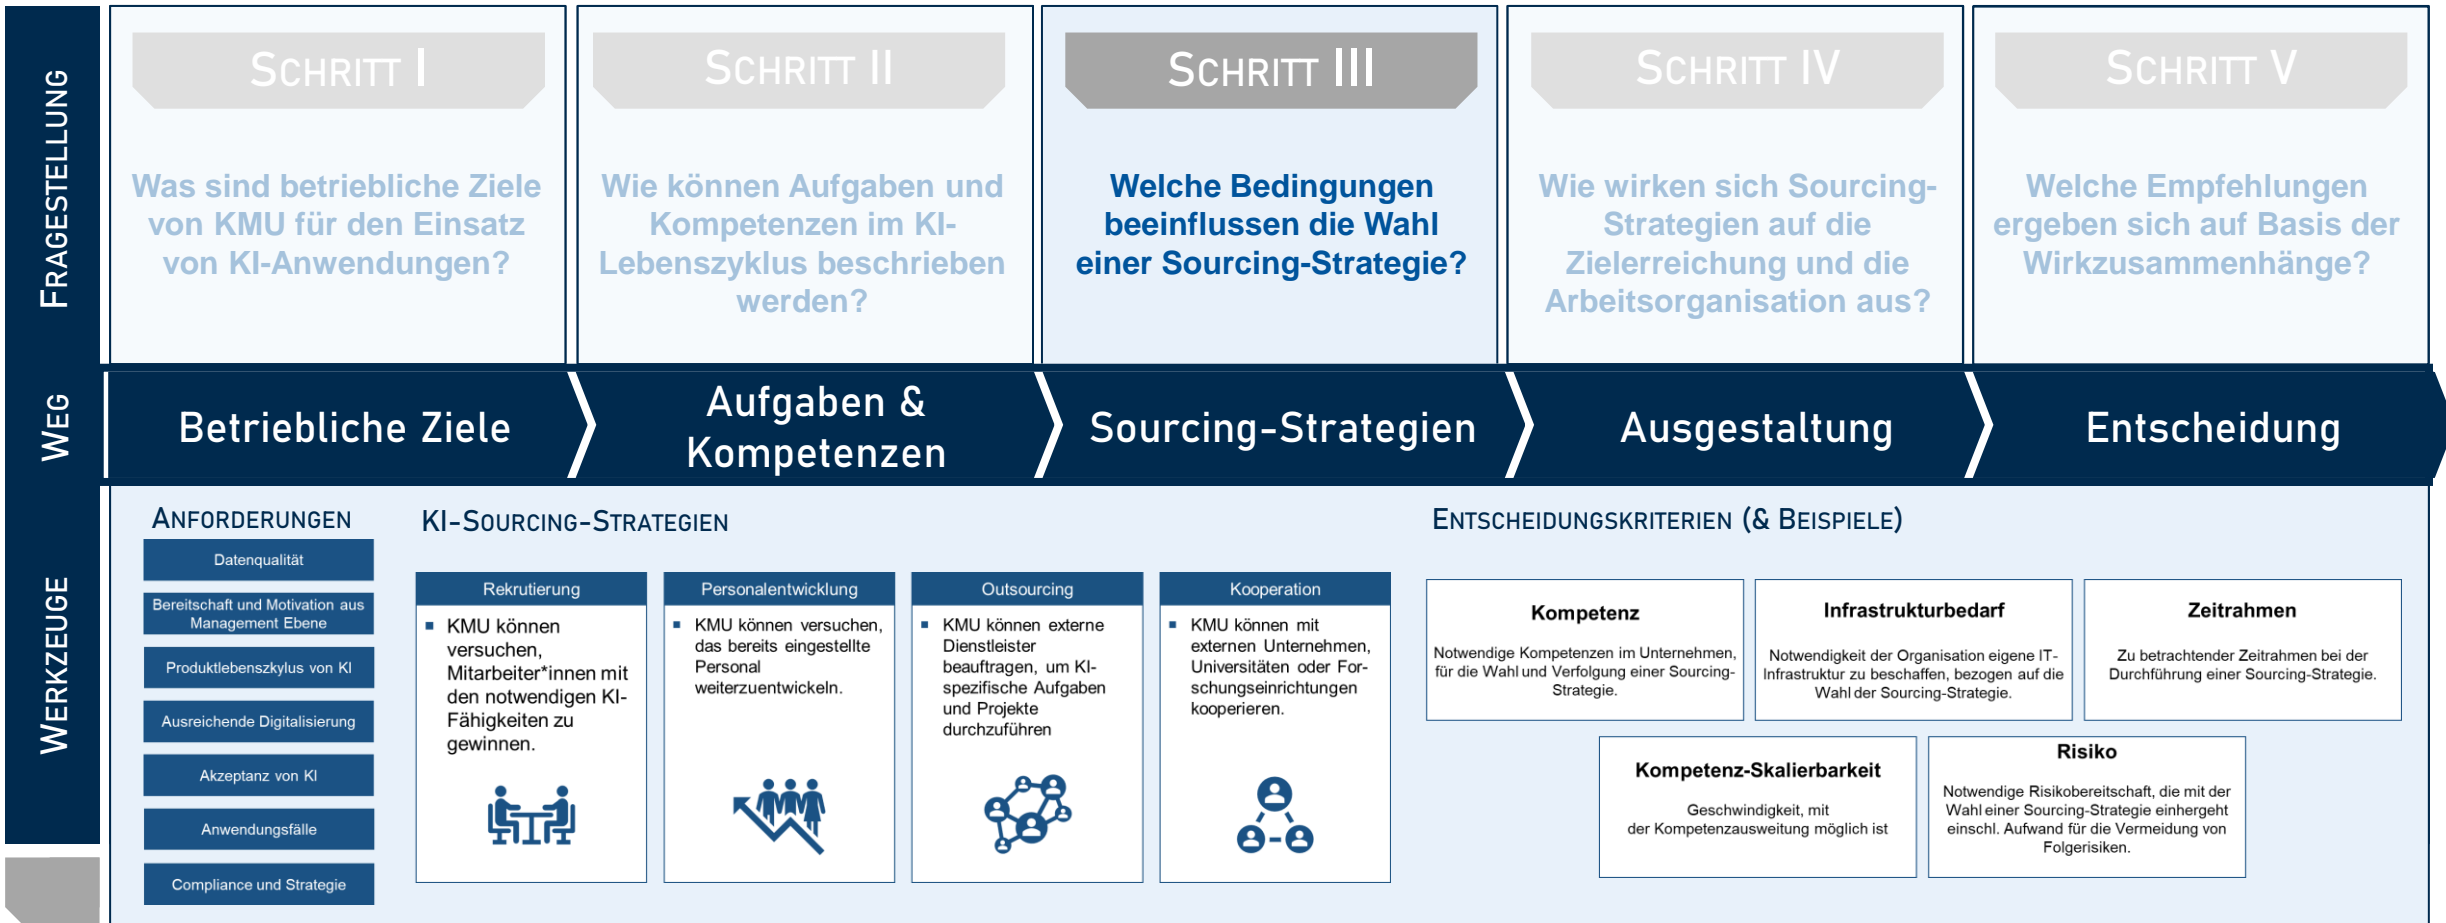 FRAGESTELLUNG
SCHRITT I
Was sind betriebliche Ziele
von KMU für den Einsatz
von KI-Anwendungen?
SCHRITT II
Wie können Aufgaben und
Kompetenzen im KI-
Lebenszyklus beschrieben
werden?
SCHRITT III
Welche Bedingungen
beeinflussen die Wahl
einer Sourcing-Strategie?
SCHRITT IV
Wie wirken sich Sourcing-
Strategien auf die
Zielerreichung und die
Arbeitsorganisation aus?
SCHRITT V
Welche Empfehlungen
ergeben sich auf Basis der
Wirkzusammenhänge?
WEG
Betriebliche Ziele
Aufgaben &
Kompetenzen
Sourcing-Strategien
Ausgestaltung
Entscheidung
WERKZEUGE
ANFORDERUNGEN
Datenqualität
Bereitschaft und Motivation aus
Management Ebene
Produktlebenszkylus von KI
Ausreichende Digitalisierung
Akzeptanz von KI
Anwendungsfälle
Compliance und Strategie
KI-SOURCING-STRATEGIEN
Rekrutierung
▪ KMU können
versuchen,
Mitarbeiter*innen mit
den notwendigen KI-
Fähigkeiten zu
gewinnen.
Personalentwicklung
▪ KMU können versuchen,
das bereits eingestellte
Personal
weiterzuentwickeln.
Outsourcing
▪ KMU können externe
Dienstleister
beauftragen, um KI-
spezifische Aufgaben
und Projekte
durchzuführen
Kooperation
▪ KMU können mit
externen Unternehmen,
Universitäten oder For-
schungseinrichtungen
kooperieren.
ENTSCHEIDUNGSKRITERIEN (& BEISPIELE)
Kompetenz
Notwendige Kompetenzen im Unternehmen,
für die Wahl und Verfolgung einer Sourcing-
Strategie.
Infrastrukturbedarf
Notwendigkeit der Organisation eigene IT-
Infrastruktur zu beschaffen, bezogen auf die
Wahl der Sourcing-Strategie.
Zeitrahmen
Zu betrachtender Zeitrahmen bei der
Durchführung einer Sourcing-Strategie.
Kompetenz-Skalierbarkeit
Geschwindigkeit, mit
der Kompetenzausweitung möglich ist
Risiko
Notwendige Risikobereitschaft, die mit der
Wahl einer Sourcing-Strategie einhergeht
einschl. Aufwand für die Vermeidung von
Folgerisiken.